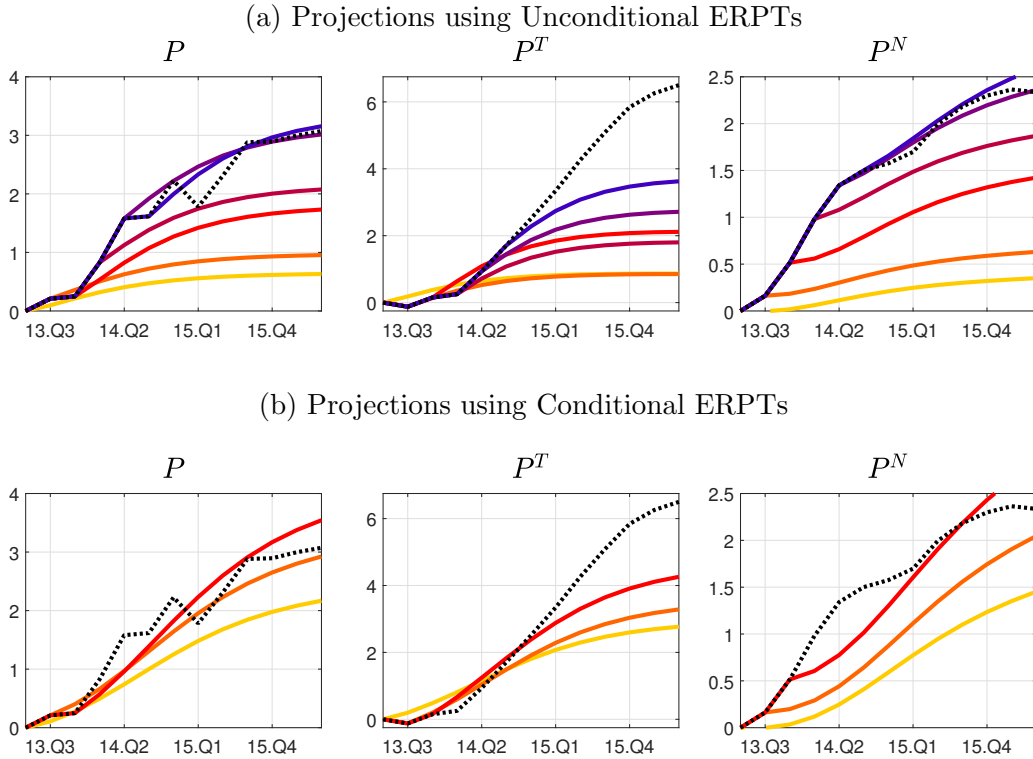 (a) Projections using Unconditional ERPTs
P
P^T
P^N
4
3
2
1
0
13.Q3 14.Q2 15.Q1 15.Q4
6
4
2
0
13.Q3 14.Q2 15.Q1 15.Q4
2.5
2
1.5
1
0.5
0
13.Q3 14.Q2 15.Q1 15.Q4
(b) Projections using Conditional ERPTs
P
P^T
P^N
4
3
2
1
0
13.Q3 14.Q2 15.Q1 15.Q4
6
4
2
0
13.Q3 14.Q2 15.Q1 15.Q4
2.5
2
1.5
1
0.5
0
13.Q3 14.Q2 15.Q1 15.Q4